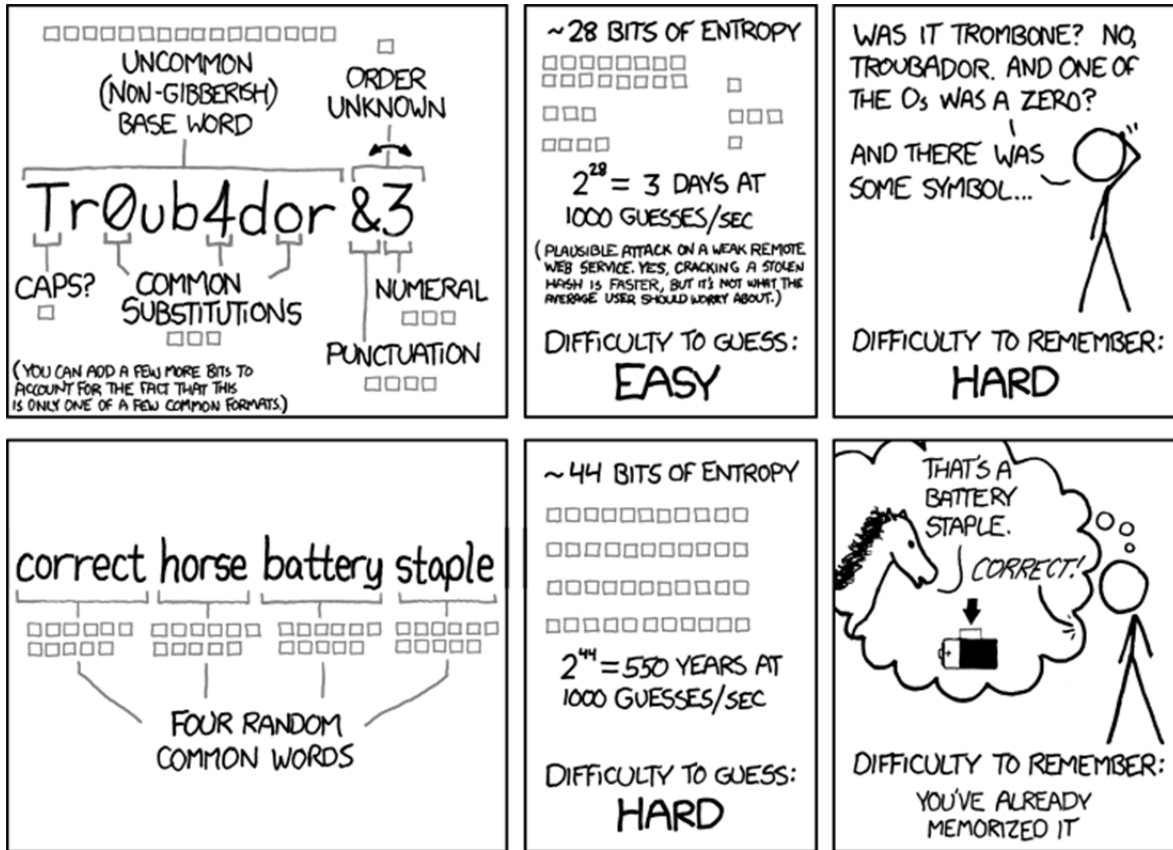 UNCOMMON
(NON-GIBBERISH)
BASE WORD
ORDER
UNKNOWN
Tr0ub4dor &3
CAPS?
COMMON
SUBSTITUTIONS
NUMERAL
PUNCTUATION
(YOU CAN ADD A FEW MORE BITS TO
ACCOUNT FOR THE FACT THAT THIS
IS ONLY ONE OF A FEW COMMON FORMATS.)
~28 BITS OF ENTROPY
2^28 = 3 DAYS AT
1000 GUESSES/SEC
(PLAUSIBLE ATTACK ON A WEAK REMOTE
WEB SERVICE. YES, CRACKING A STOLEN
HASH IS FASTER, BUT IT'S NOT WHAT THE
AVERAGE USER SHOULD WORRY ABOUT.)
DIFFICULTY TO GUESS:
EASY
WAS IT TROMBONE? NO,
TROUBADOR. AND ONE OF
THE Os WAS A ZERO?
AND THERE WAS
SOME SYMBOL...
DIFFICULTY TO REMEMBER:
HARD
correct horse battery staple
FOUR RANDOM
COMMON WORDS
~44 BITS OF ENTROPY
2^44 = 550 YEARS AT
1000 GUESSES/SEC
DIFFICULTY TO GUESS:
HARD
THAT'S A
BATTERY
STAPLE.
CORRECT!
DIFFICULTY TO REMEMBER:
YOU'VE ALREADY
MEMORIZED IT